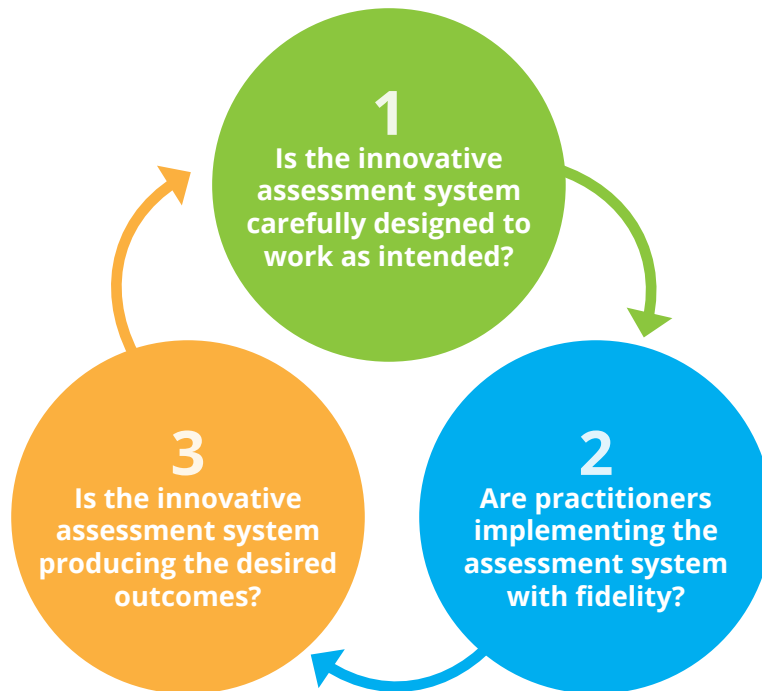 1
Is the innovative
assessment system
carefully designed to
work as intended?
2
Are practitioners
implementing the
assessment system
with fidelity?
3
Is the innovative
assessment system
producing the desired
outcomes?